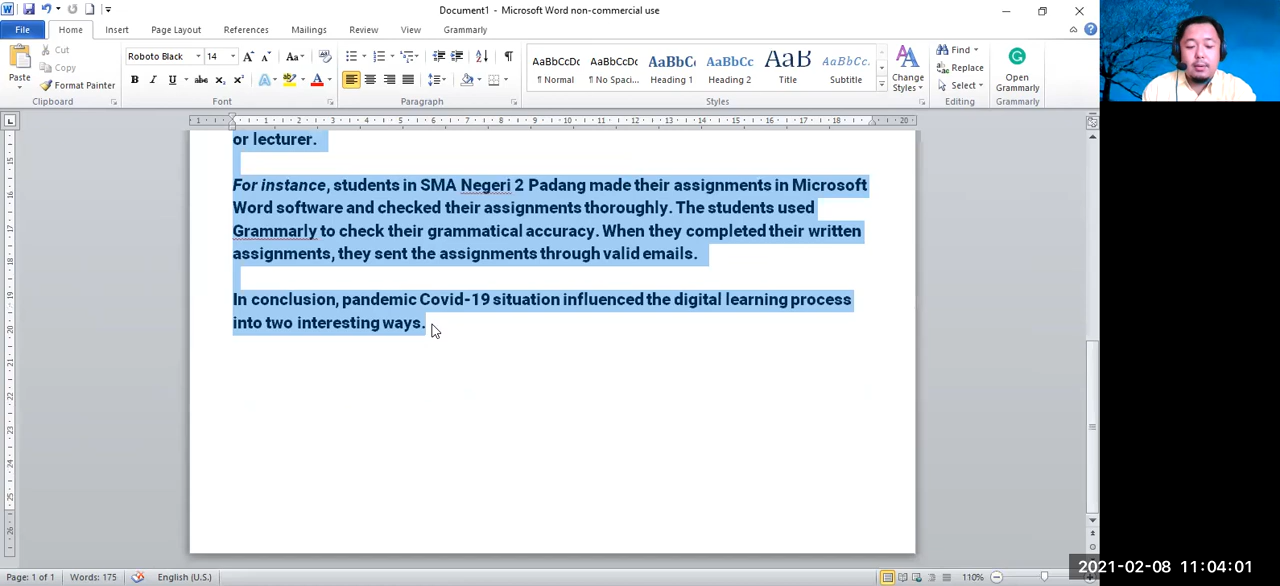 Document1 - Microsoft Word non-commercial use
File Home Insert Page Layout References Mailings Review View Grammarly
Paste
Cut
Copy
Format Painter
Clipboard
Roboto Black 14
Font
Paragraph
AaBbCcDc AaBbCcDc AaBbCc AaBbCc AaB AaBbCc.
¶ Normal ¶ No Spaci... Heading 1 Heading 2 Title Subtitle
Change
Styles
Styles
Find
Replace
Select
Editing
Open
Grammarly
Grammarly
or lecturer.
For instance, students in SMA Negeri 2 Padang made their assignments in Microsoft
Word software and checked their assignments thoroughly. The students used
Grammarly to check their grammatical accuracy. When they completed their written
assignments, they sent the assignments through valid emails.
In conclusion, pandemic Covid-19 situation influenced the digital learning process
into two interesting ways.
Page: 1 of 1 Words: 175 English (U.S.) 110%
2021-02-08 11:04:01